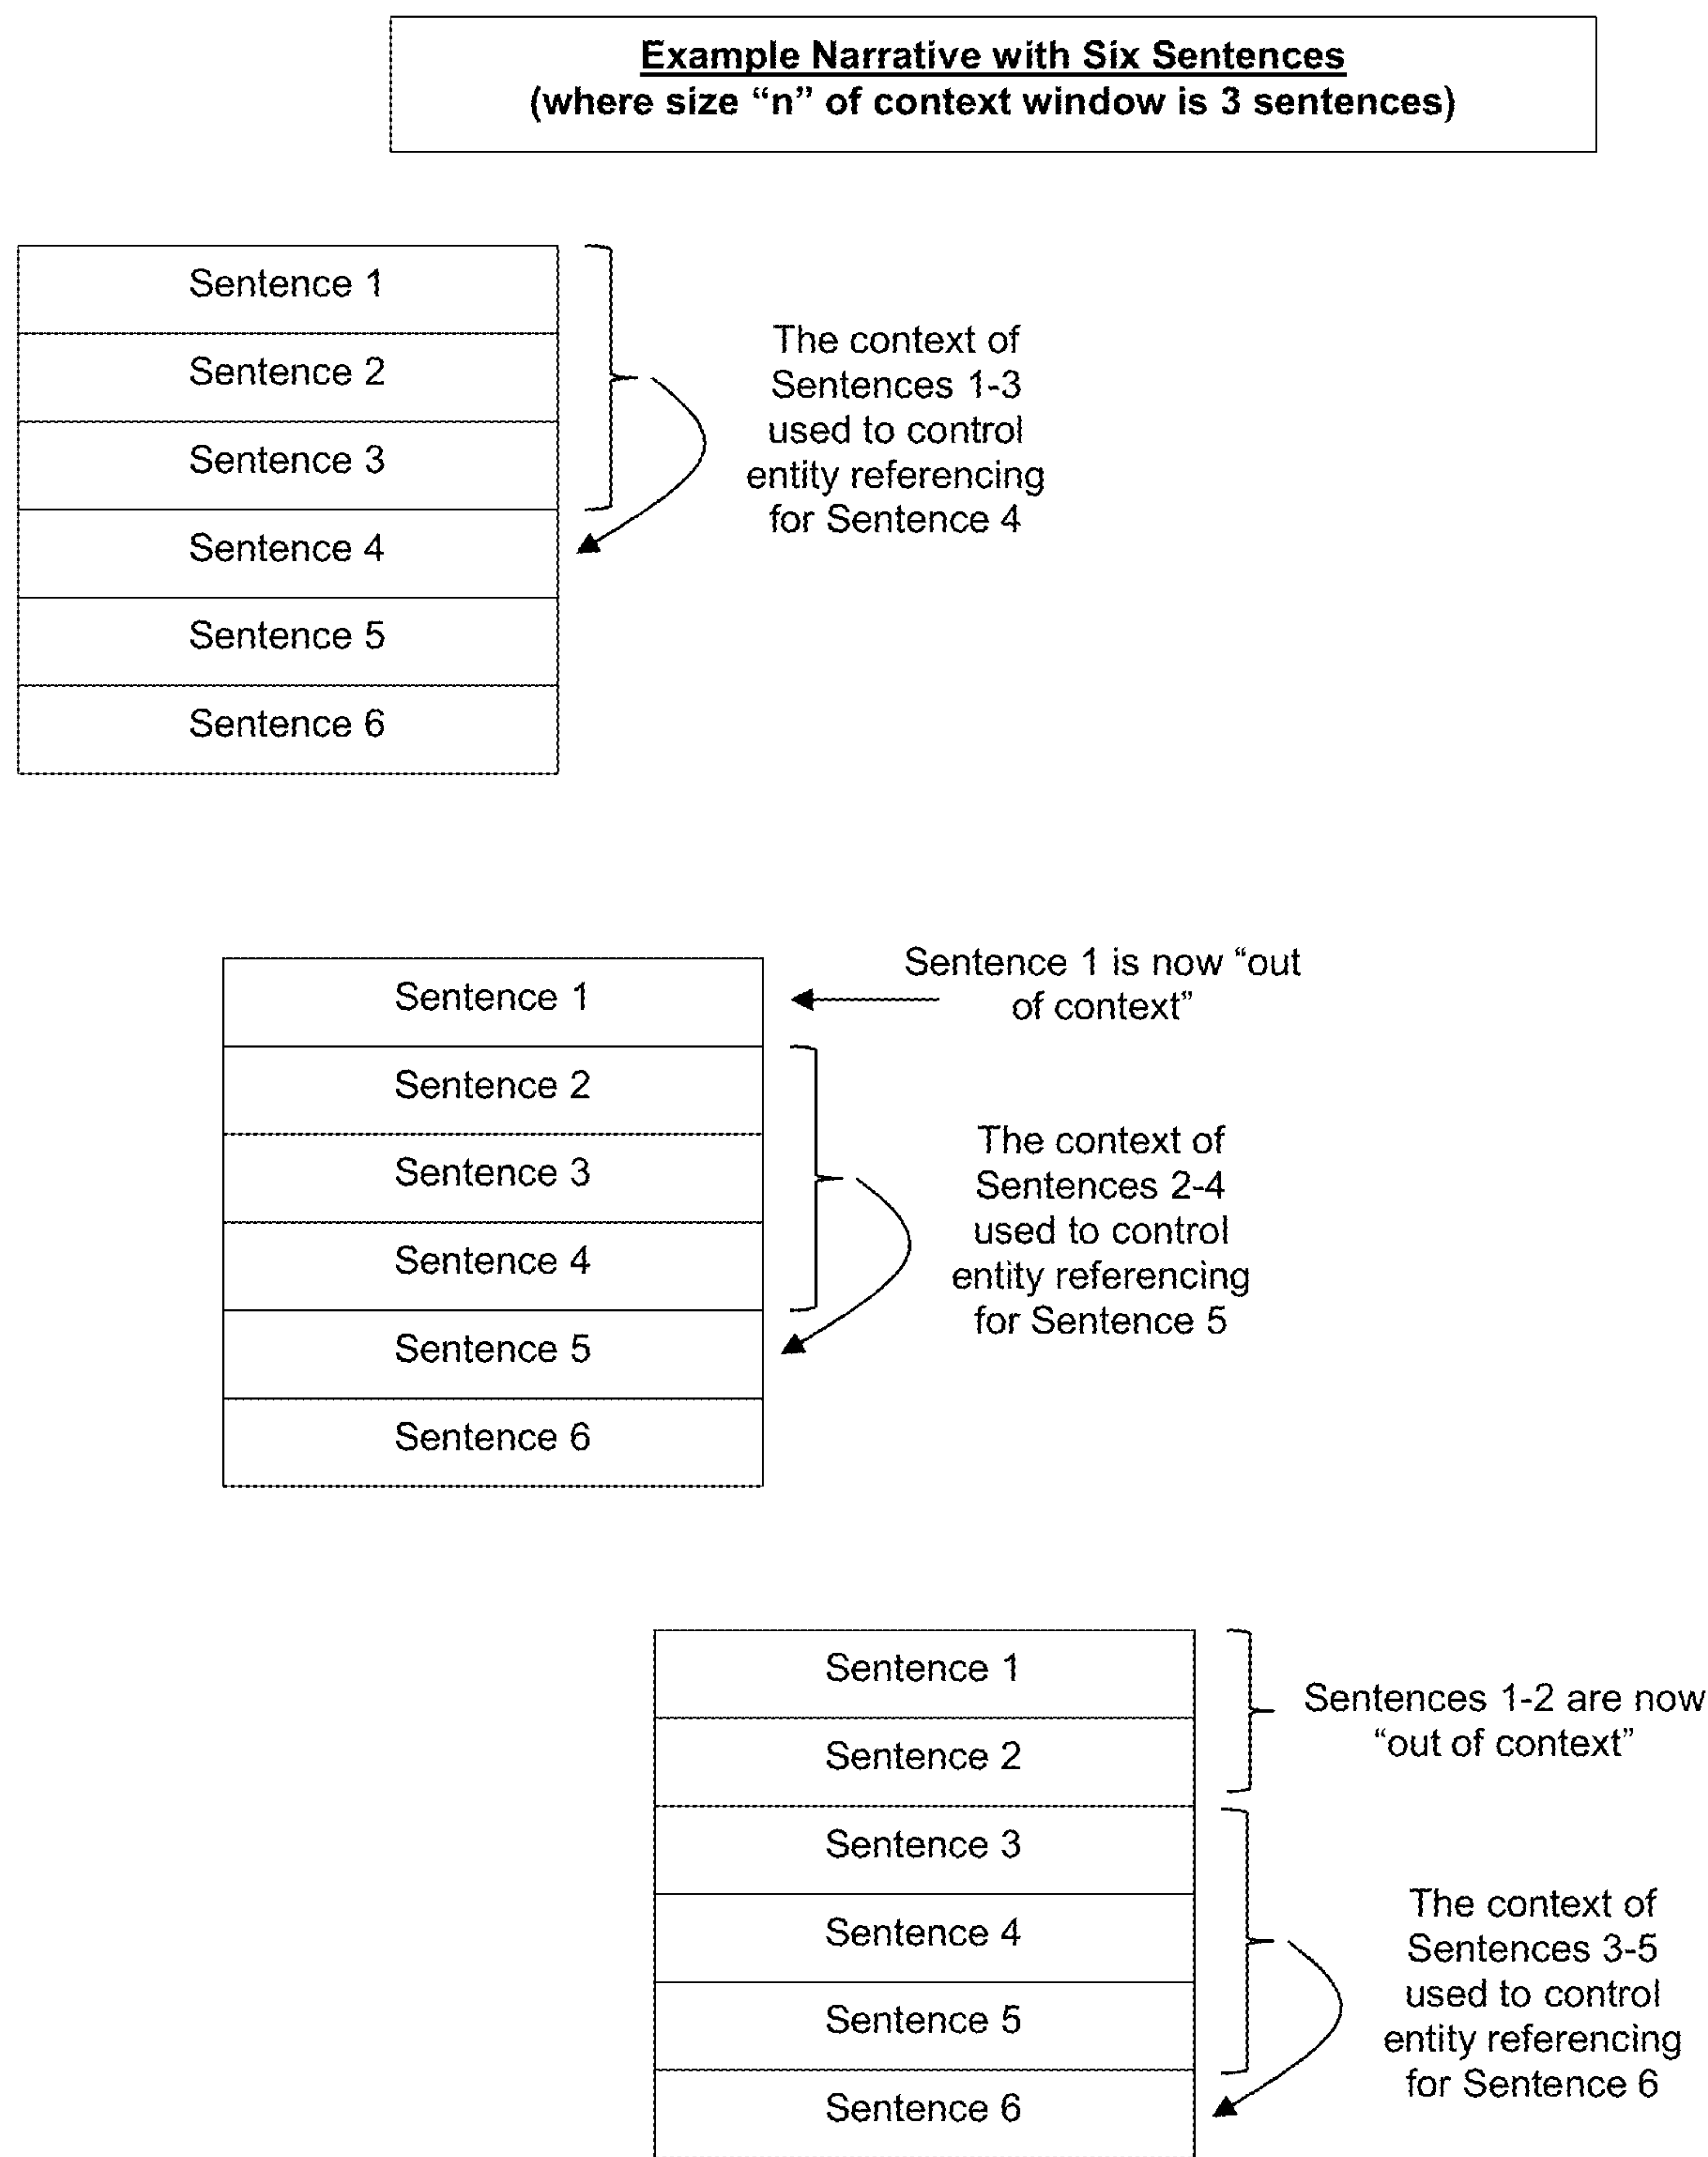 Example Narrative with Six Sentences
(where size “n” of context window is 3 sentences)
Sentence 1
Sentence 2
Sentence 3
Sentence 4
Sentence 5
Sentence 6
The context of
Sentences 1-3
used to control
entity referencing
for Sentence 4
Sentence 1
Sentence 2
Sentence 3
Sentence 4
Sentence 5
Sentence 6
Sentence 1 is now “out
of context”
The context of
Sentences 2-4
used to control
entity referencing
for Sentence 5
Sentence 1
Sentence 2
Sentence 3
Sentence 4
Sentence 5
Sentence 6
Sentences 1-2 are now
“out of context”
The context of
Sentences 3-5
used to control
entity referencing
for Sentence 6